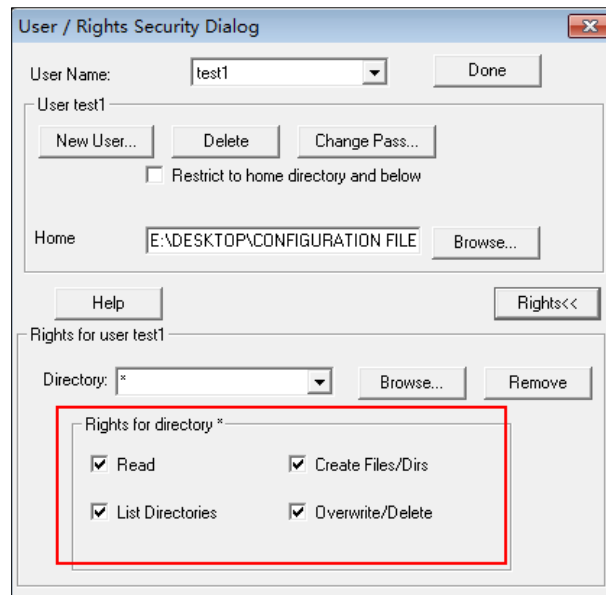 User / Rights Security Dialog
User Name: test1 Done
User test1
New User... Delete Change Pass...
Restrict to home directory and below
Home E:\DESKTOP\CONFIGURATION FILE Browse...
Help Rights<<
Rights for user test1
Directory: * Browse... Remove
Rights for directory *
Read Create Files/Dirs
List Directories Overwrite/Delete